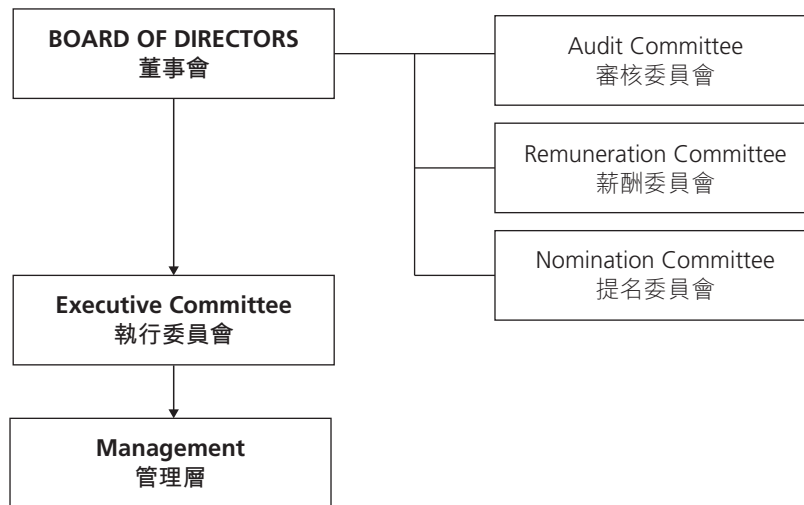 BOARD OF DIRECTORS
董事會
Audit Committee
審核委員會
Remuneration Committee
薪酬委員會
Nomination Committee
提名委員會
Executive Committee
執行委員會
Management
管理層